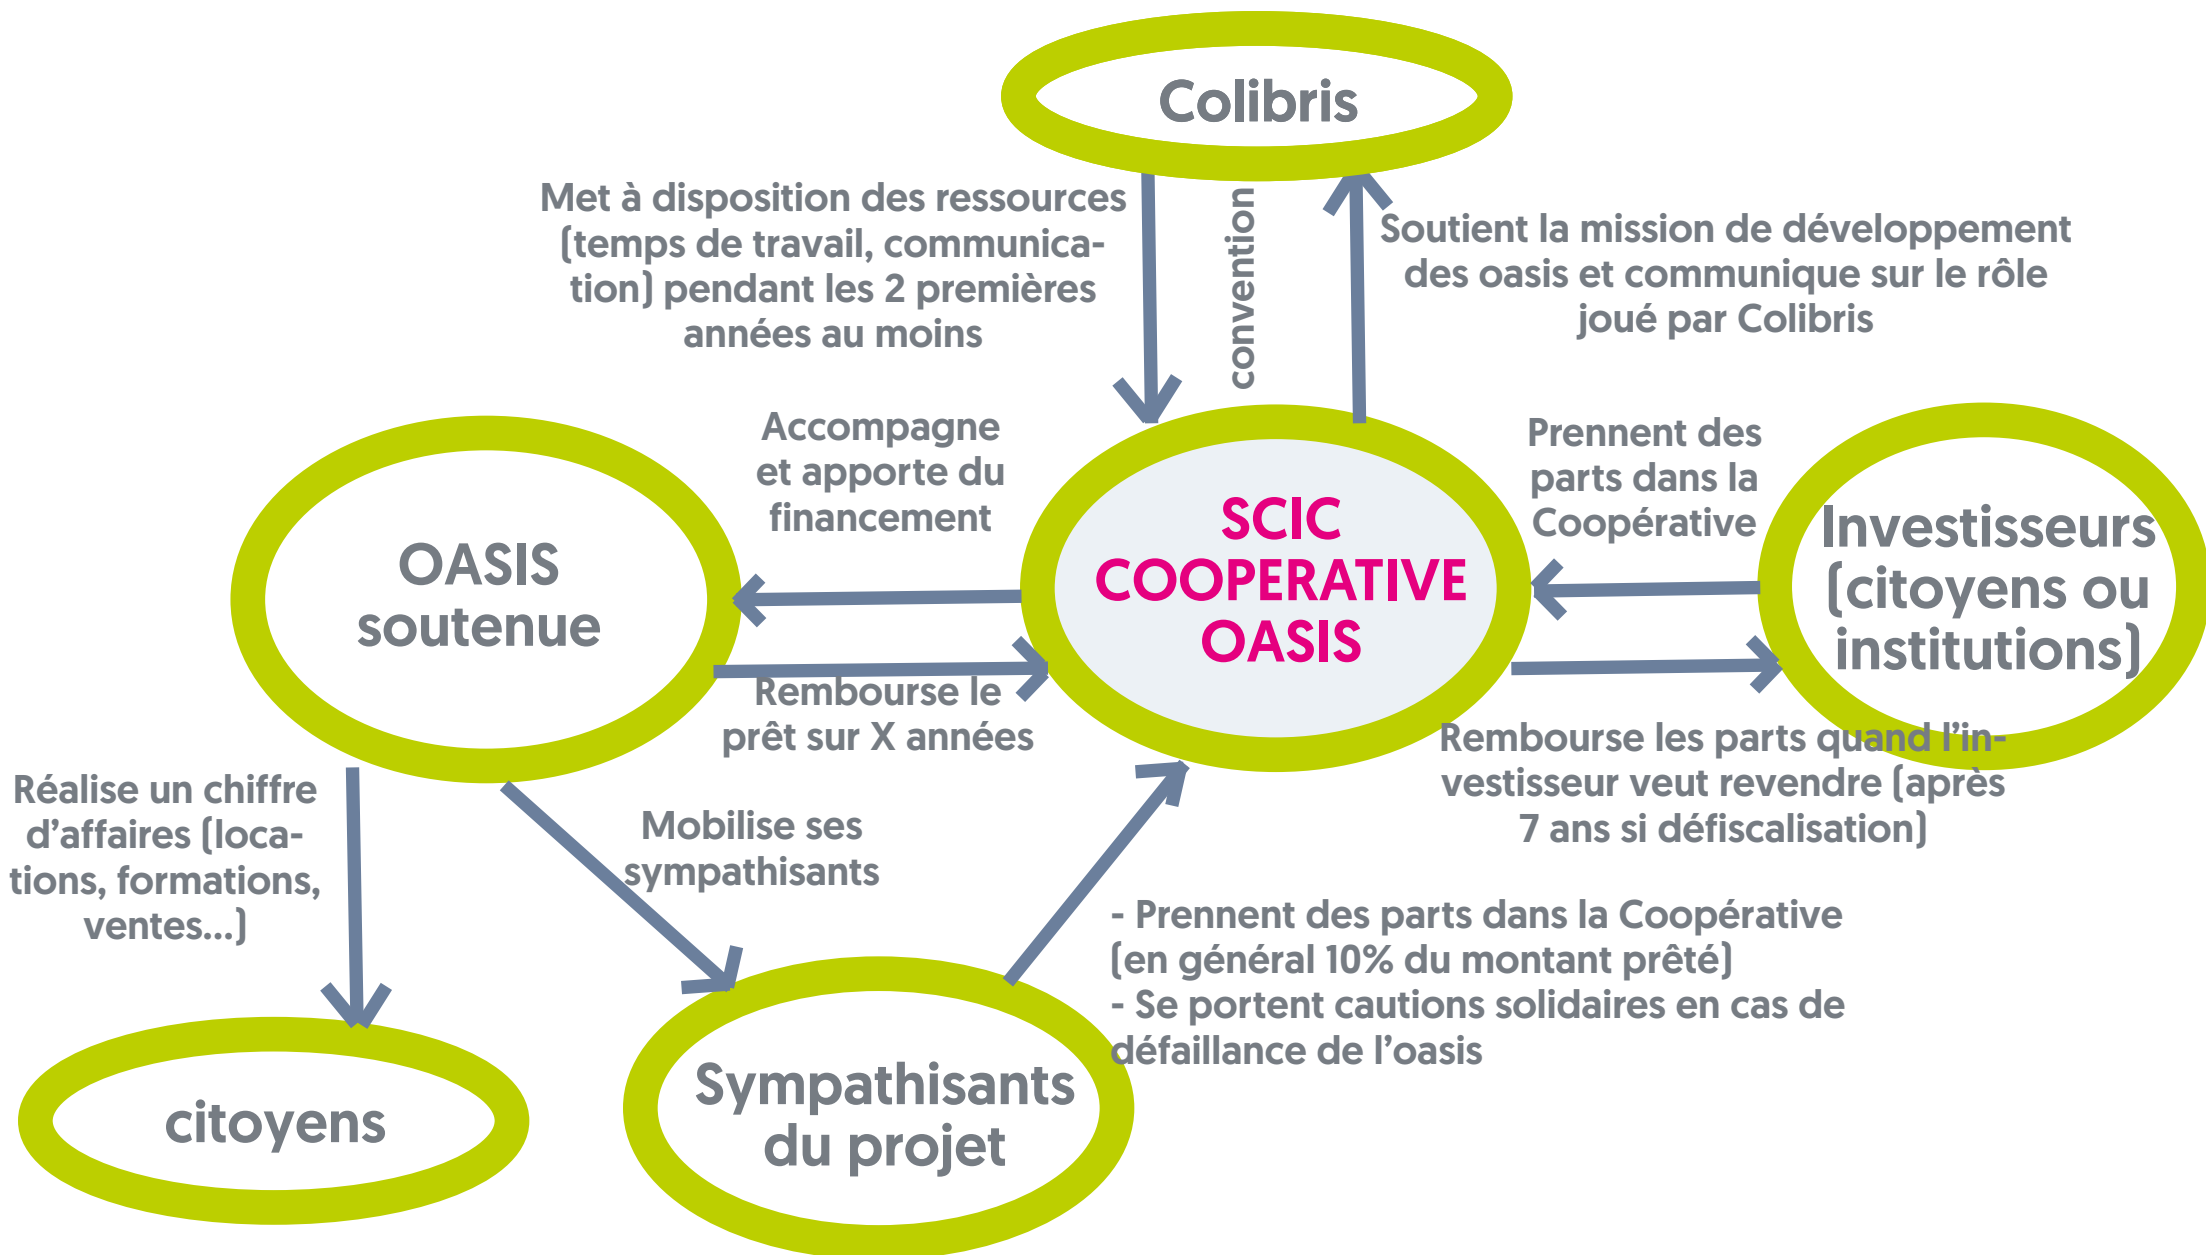 Colibris
Met à disposition des ressources
(temps de travail, communica-
tion) pendant les 2 premières
années au moins
convention
Soutient la mission de développement
des oasis et communique sur le rôle
joué par Colibris
Accompagne
et apporte du
financement
Prennent des
parts dans la
Coopérative
OASIS
soutenue
SCIC
COOPERATIVE
OASIS
Investisseurs
(citoyens ou
institutions)
Rembourse le
prêt sur X années
Rembourse les parts quand l’in-
vestisseur veut revendre (après
7 ans si défiscalisation)
Réalise un chiffre
d’affaires (loca-
tions, formations,
ventes...)
Mobilise ses
sympathisants
- Prennent des parts dans la Coopérative
(en général 10% du montant prêté)
- Se portent cautions solidaires en cas de
défaillance de l’oasis
citoyens
Sympathisants
du projet